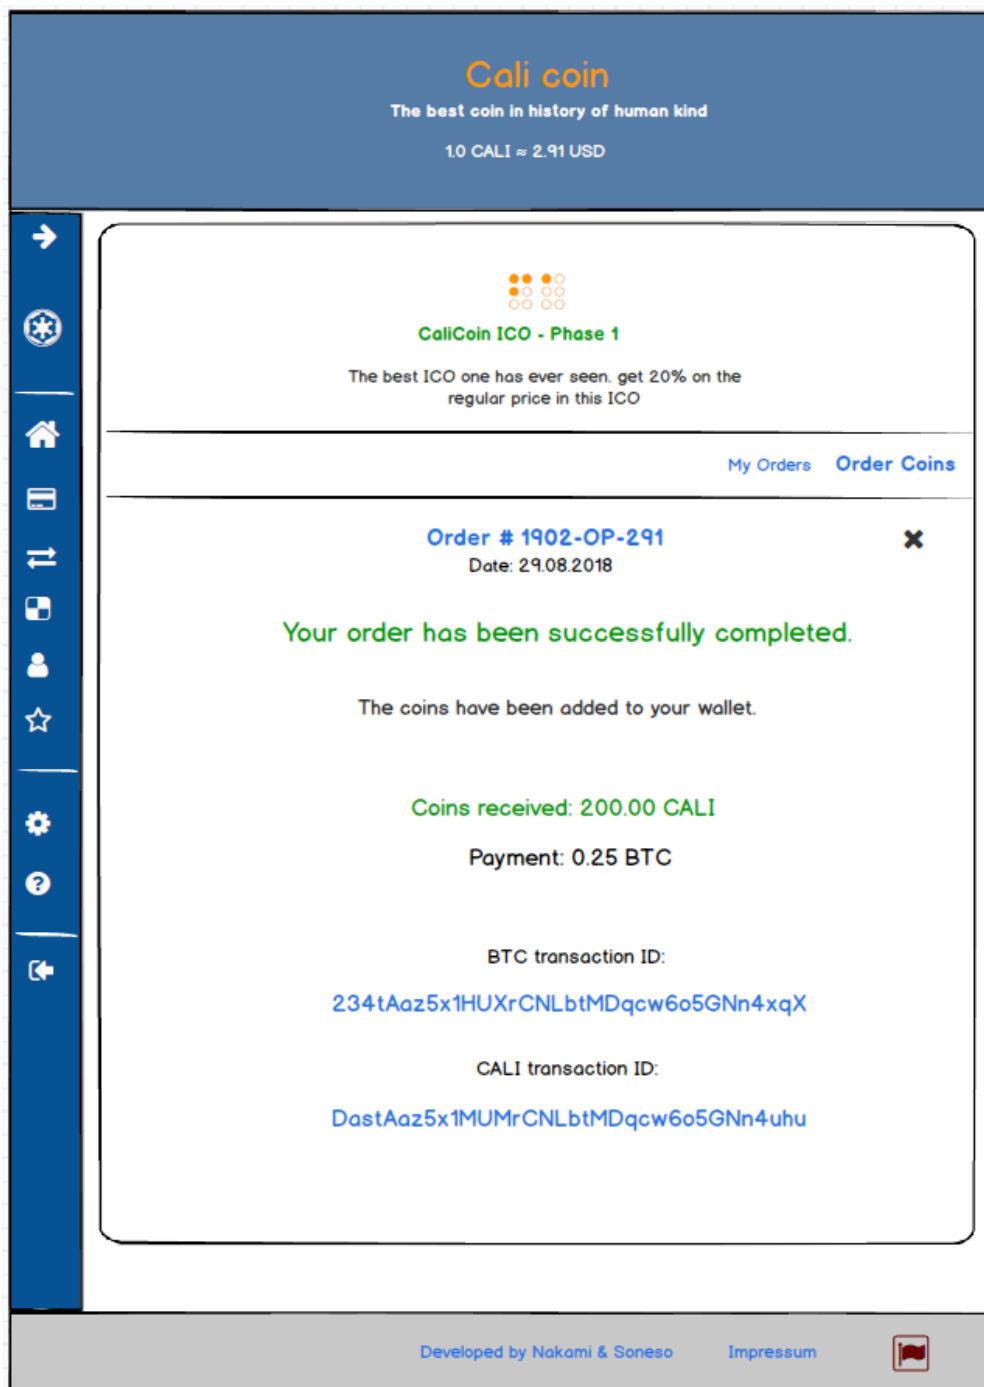 Cali coin
The best coin in history of human kind
1.0 CALI ≈ 2.91 USD
CaliCoin ICO - Phase 1
The best ICO one has ever seen. get 20% on the
regular price in this ICO
My Orders Order Coins
Order # 1902-OP-291
Date: 29.08.2018
Your order has been successfully completed.
The coins have been added to your wallet.
Coins received: 200.00 CALI
Payment: 0.25 BTC
BTC transaction ID:
234tAaz5x1HUXrCNLbtMDqcw6o5GNn4xqX
CALI transaction ID:
DastAaz5x1MUMrCNLbtMDqcw6o5GNn4uhu
Developed by Nakami & Soneso Impressum